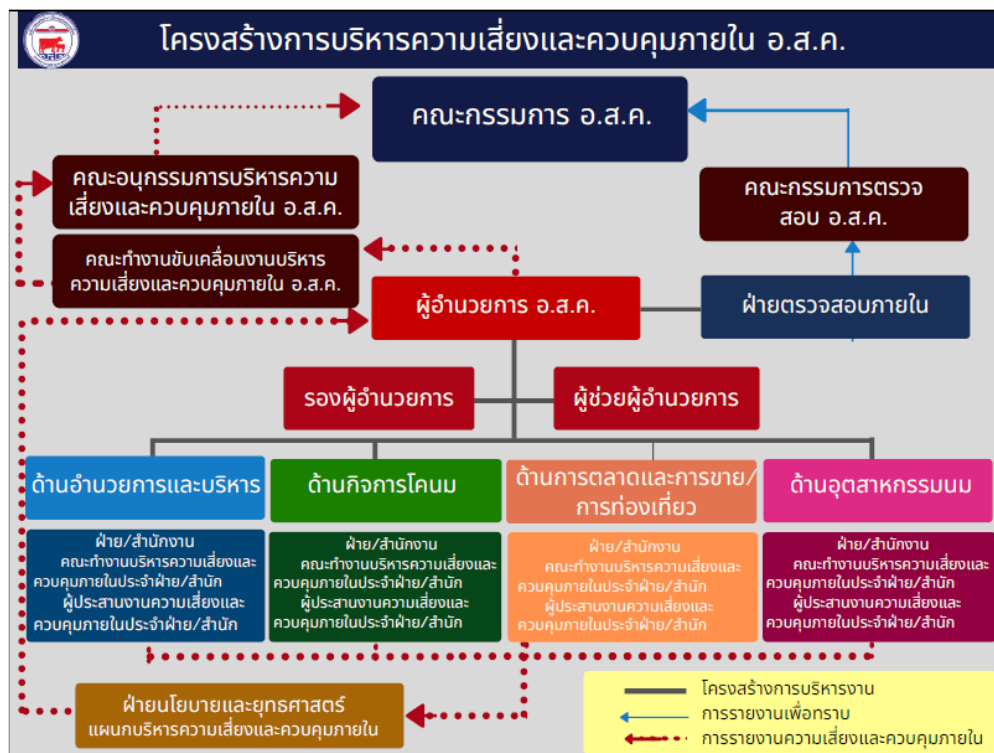 โครงสร้างการบริหารความเสี่ยงและควบคุมภายใน อ.ส.ค.
คณะกรรมการ อ.ส.ค.
คณะอนุกรรมการบริหารความ
เสี่ยงและควบคุมภายใน อ.ส.ค.
คณะกรรมการตรวจ
สอบ อ.ส.ค.
คณะทำงานขับเคลื่อนงานบริหาร
ความเสี่ยงและควบคุมภายใน อ.ส.ค.
ผู้อำนวยการ อ.ส.ค.
ฝ่ายตรวจสอบภายใน
รองผู้อำนวยการ
ผู้ช่วยผู้อำนวยการ
ด้านอำนวยการและบริหาร
ด้านกิจการโคนม
ด้านการตลาดและการขาย/
การท่องเที่ยว
ด้านอุตสาหกรรมนม
ฝ่าย/สำนักงาน
คณะทำงานบริหารความเสี่ยงและ
ควบคุมภายในประจำฝ่าย/สำนัก
ผู้ประสานงานความเสี่ยงและ
ควบคุมภายในประจำฝ่าย/สำนัก
ฝ่าย/สำนักงาน
คณะทำงานบริหารความเสี่ยงและ
ควบคุมภายในประจำฝ่าย/สำนัก
ผู้ประสานงานความเสี่ยงและ
ควบคุมภายในประจำฝ่าย/สำนัก
ฝ่าย/สำนักงาน
คณะทำงานบริหารความเสี่ยงและ
ควบคุมภายในประจำฝ่าย/สำนัก
ผู้ประสานงานความเสี่ยงและ
ควบคุมภายในประจำฝ่าย/สำนัก
ฝ่าย/สำนักงาน
คณะทำงานบริหารความเสี่ยงและ
ควบคุมภายในประจำฝ่าย/สำนัก
ผู้ประสานงานความเสี่ยงและ
ควบคุมภายในประจำฝ่าย/สำนัก
ฝ่ายนโยบายและยุทธศาสตร์
แผนกบริหารความเสี่ยงและควบคุมภายใน
โครงสร้างการบริหารงาน
การรายงานเพื่อทราบ
การรายงานความเสี่ยงและควบคุมภายใน